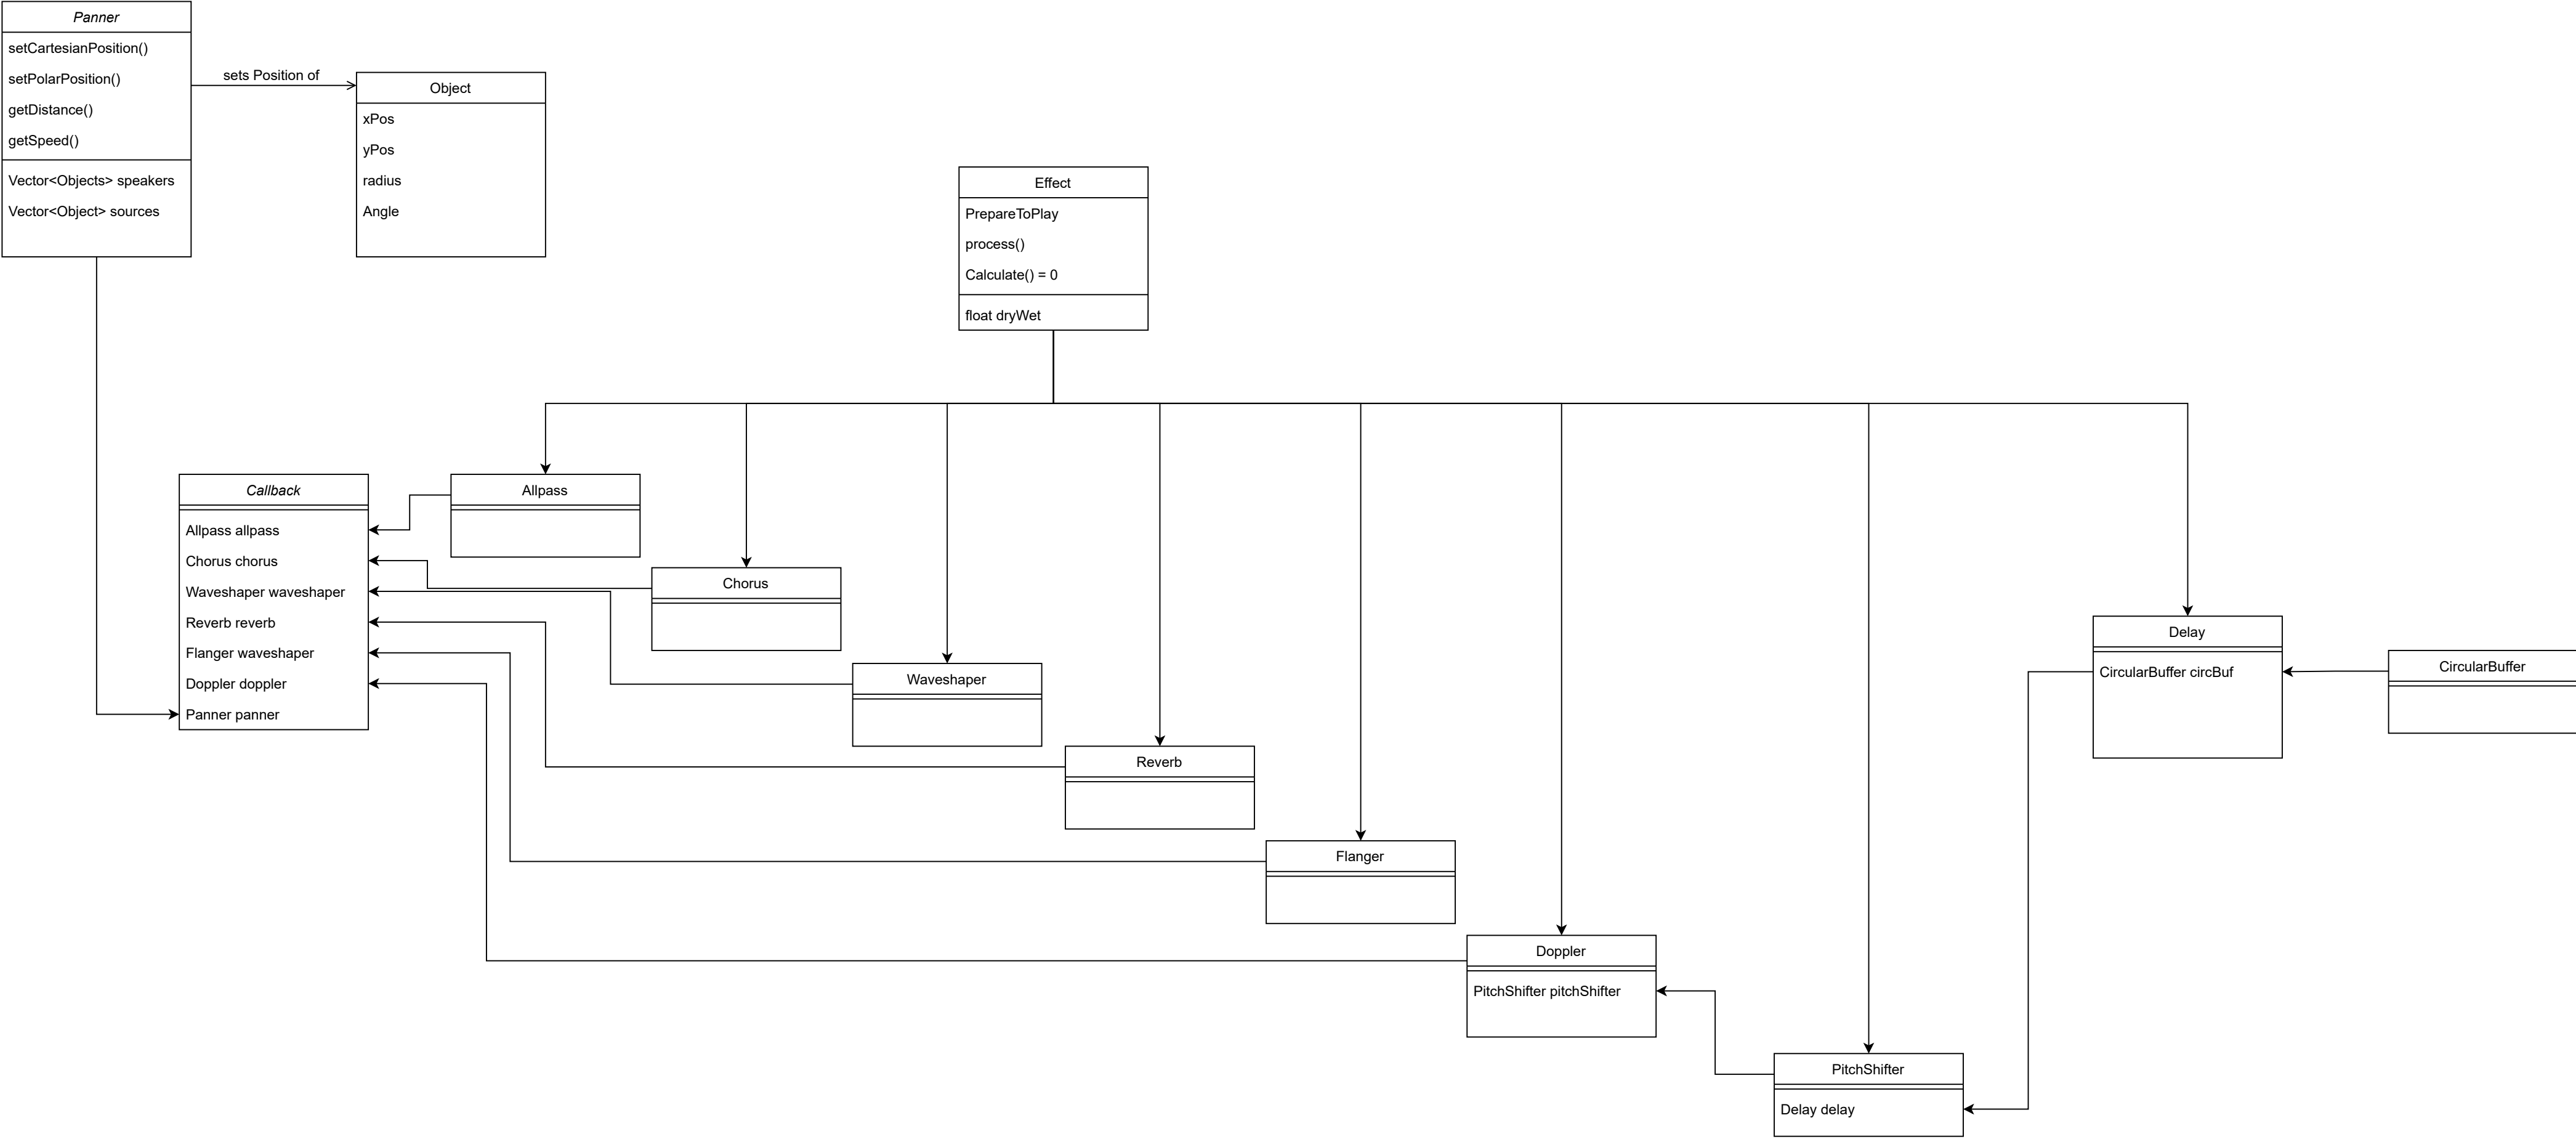 Panner
setCartesianPosition()
setPolarPosition()
getDistance()
getSpeed()
Vector<Objects> speakers
Vector<Object> sources
sets Position of
Object
xPos
yPos
radius
Angle
Effect
PrepareToPlay
process()
Calculate() = 0
float dryWet
Callback
Allpass allpass
Chorus chorus
Waveshaper waveshaper
Reverb reverb
Flanger waveshaper
Doppler doppler
Panner panner
Allpass
Chorus
Waveshaper
Reverb
Flanger
Doppler
PitchShifter pitchShifter
PitchShifter
Delay delay
Delay
CircularBuffer circBuf
CircularBuffer